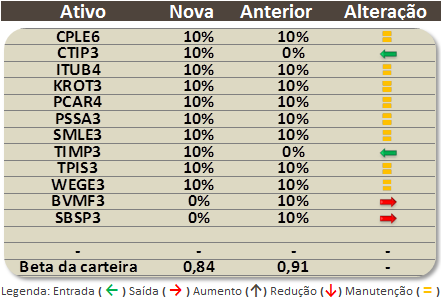 Ativo Nova Anterior Alteração
CPLE6 10% 10% =
CTIP3 10% 0% ←
ITUB4 10% 10% =
KROT3 10% 10% =
PCAR4 10% 10% =
PSSA3 10% 10% =
SMLE3 10% 10% =
TIMP3 10% 0% ←
TPIS3 10% 10% =
WEGE3 10% 10% =
BVMF3 0% 10% →
SBSP3 0% 10% →
- - - -
Beta da carteira 0,84 0,91 -
Legenda: Entrada ( ← ) Saída ( → ) Aumento ( ↑ ) Redução ( ↓ ) Manutenção ( = )